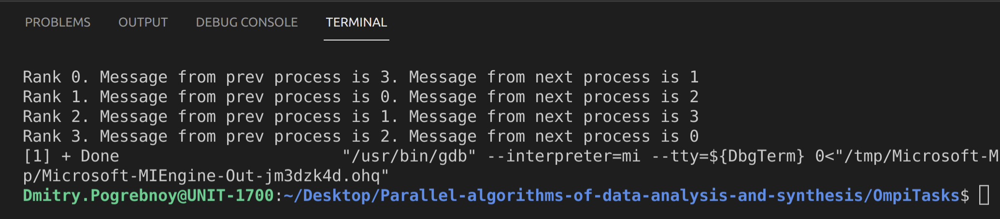 PROBLEMS OUTPUT DEBUG CONSOLE TERMINAL
Rank 0. Message from prev process is 3. Message from next process is 1
Rank 1. Message from prev process is 0. Message from next process is 2
Rank 2. Message from prev process is 1. Message from next process is 3
Rank 3. Message from prev process is 2. Message from next process is 0
[1] + Done "/usr/bin/gdb" --interpreter=mi --tty=${DbgTerm} 0<"/tmp/Microsoft-M
p/Microsoft-MIEngine-Out-jm3dzk4d.ohq"
Dmitry.Pogrebnoy@UNIT-1700:~/Desktop/Parallel-algorithms-of-data-analysis-and-synthesis/OmpiTasks$